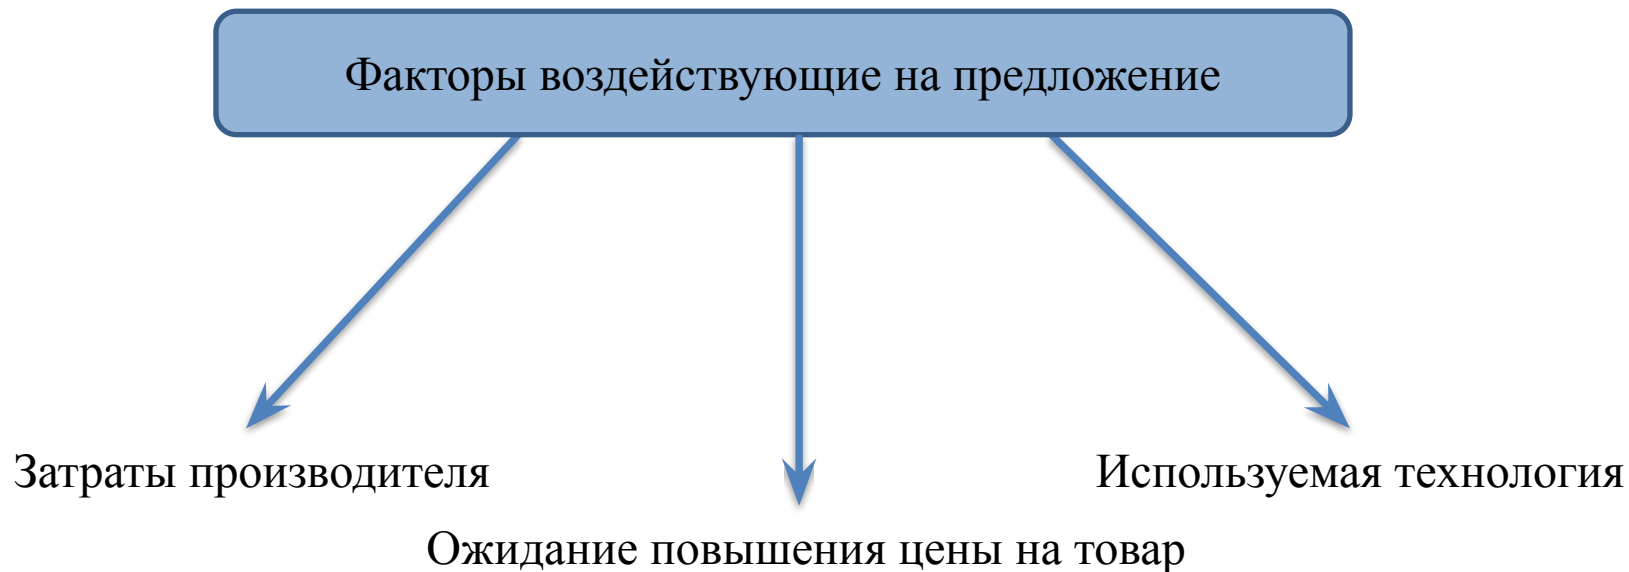 Факторы воздействующие на предложение
Затраты производителя
Используемая технология
Ожидание повышения цены на товар